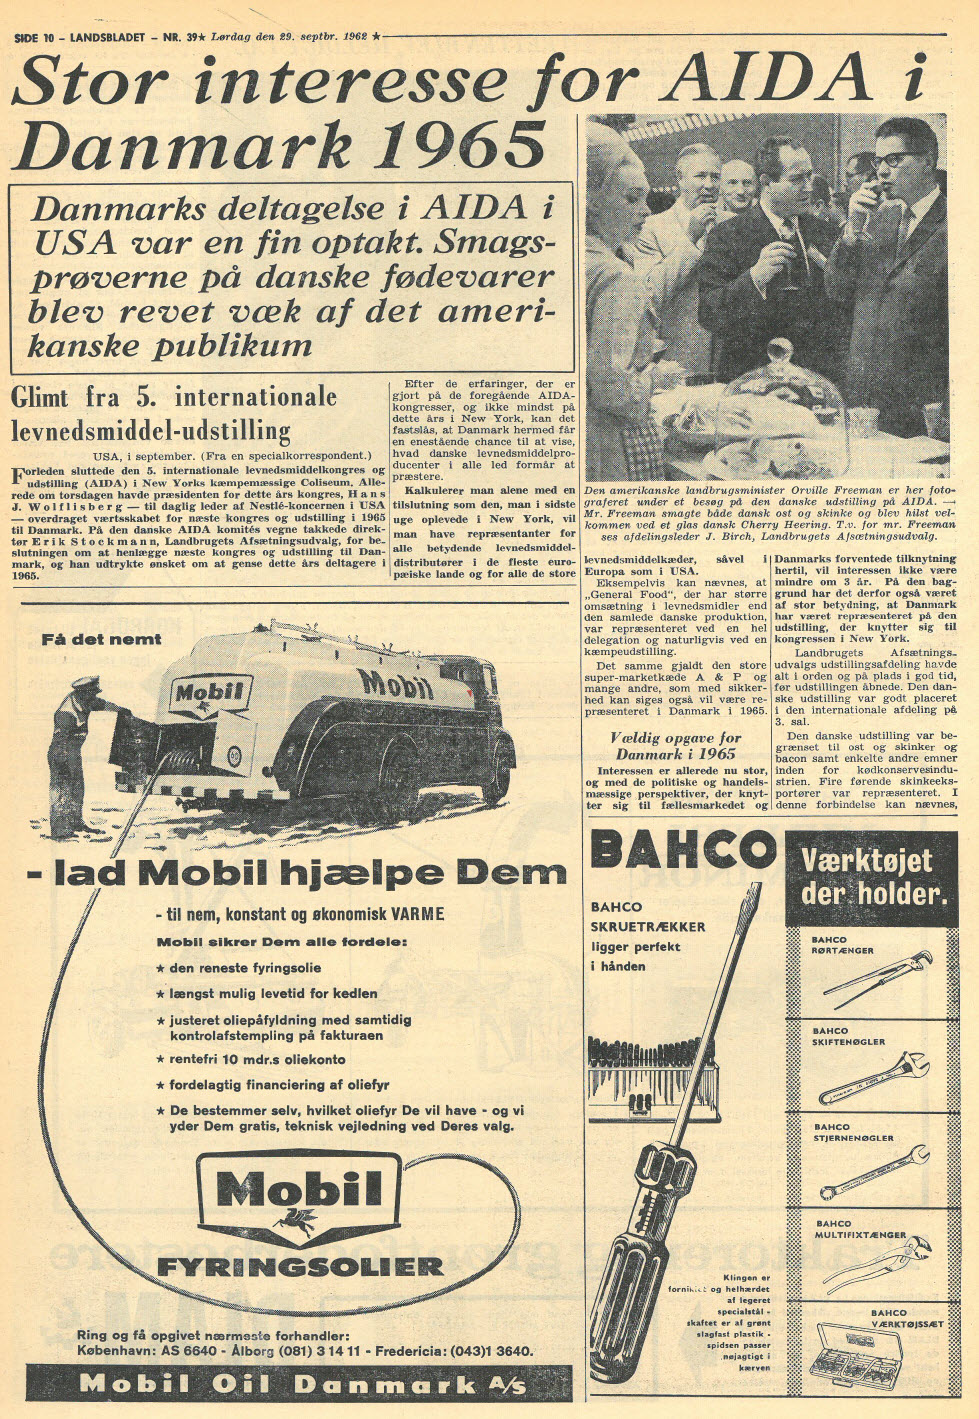 SIDE 10 – LANDSBLADET – NR. 39★ Lørdag den 29. septbr. 1962 ★
Stor interesse for AIDA i
Danmark 1965
Danmarks deltagelse i AIDA i
USA var en fin optakt. Smags-
prøverne på danske fødevarer
blev revet væk af det ameri-
kanske publikum
Glimt fra 5. internationale
levnedsmiddel-udstilling
USA, i september. (Fra en specialkorrespondent.)
Forleden sluttede den 5. internationale levnedsmiddelkongres og
udstilling (AIDA) i New Yorks kæmpemæssige Coliseum. Alle-
rede om torsdagen havde præsidenten for dette års kongres, Hans
J. Wolflisberg — til daglig leder af Nestlé-koncernen i USA
— overdraget værtsskabet for næste kongres og udstilling i 1965
til Danmark. På den danske AIDA komités vegne takkede direk-
tør Erik Stockmann, Landbrugets Afsætningsudvalg, for be-
slutningen om at henlægge næste kongres og udstilling til Dan-
mark, og han udtrykte ønsket om at gense dette års deltagere i
1965.
Efter de erfaringer, der er
gjort på de foregående AIDA-
kongresser, og ikke mindst på
dette års i New York, kan det
fastslås, at Danmark hermed får
en enestående chance til at vise,
hvad danske levnedsmiddelpro-
ducenter i alle led formår at
præstere.
Kalkulerer man alene med en
tilslutning som den, man i sidste
uge oplevede i New York, vil
man have repræsentanter for
alle betydende levnedsmiddel-
distributører i de fleste euro-
pæiske lande og for alle de store
Den amerikanske landbrugsminister Orville Freeman er her foto-
graferet under et besøg på den danske udstilling på AIDA. —
Mr. Freeman smagte både dansk ost og skinke og blev hilst vel-
kommen ved et glas dansk Cherry Heering. T.v. for mr. Freeman
ses afdelingsleder J. Birch, Landbrugets Afsætningsudvalg.
levnedsmiddelkæder, såvel i
Europa som i USA.
Eksempelvis kan nævnes, at
„General Food“, der har større
omsætning i levnedsmidler end
den samlede danske produktion,
var repræsenteret ved en hel
delegation og naturligvis ved en
kæmpeudstilling.
Det samme gjaldt den store
super-marketkæde A & P og
mange andre, som med sikker-
hed kan siges også vil være re-
præsenteret i Danmark i 1965.
Vældig opgave for
Danmark i 1965
Interessen er allerede nu stor,
og med de politiske og handels-
mæssige perspektiver, der knyt-
ter sig til fællesmarkedet og
Danmarks forventede tilknytning
hertil, vil interessen ikke være
mindre om 3 år. På den bag-
grund har det derfor også været
af stor betydning, at Danmark
har været repræsenteret på den
udstilling, der knytter sig til
kongressen i New York.
Landbrugets Afsætnings-
udvalgs udstillingsafdeling havde
alt i orden og på plads i god tid,
før udstillingen åbnede. Den dan-
ske udstilling var godt placeret
i den internationale afdeling på
3. sal.
Den danske udstilling var be-
grænset til ost og skinker og
bacon samt enkelte andre emner
inden for kødkonservesindu-
strien. Fire førende skinkeeks-
portører var repræsenteret. I
denne forbindelse kan nævnes,
Få det nemt
Mobil
Mobil
- lad Mobil hjælpe Dem
- til nem, konstant og økonomisk VARME
Mobil sikrer Dem alle fordele:
★ den reneste fyringsolie
★ længst mulig levetid for kedlen
★ justeret oliepåfyldning med samtidig
kontrolafstempling på fakturaen
★ rentefri 10 mdr.s oliekonto
★ fordelagtig financiering af oliefyr
★ De bestemmer selv, hvilket oliefyr De vil have - og vi
yder Dem gratis, teknisk vejledning ved Deres valg.
Mobil
FYRINGSOLIER
Ring og få opgivet nærmeste forhandler:
København: AS 6640 - Ålborg (081) 3 14 11 - Fredericia: (043)1 3640.
Mobil Oil Danmark A/S
BAHCO
Værktøjet
der holder.
BAHCO
SKRUETRÆKKER
ligger perfekt
i hånden
BAHCO
RØRTÆNGER
BAHCO
SKIFTENØGLER
BAHCO
STJERNENØGLER
BAHCO
MULTIFIXTÆNGER
BAHCO
VÆRKTØJSSÆT
Klingen er
forniklet og helhærdet
af legeret
specialstål -
skaftet er af grønt
slagfast plastik -
spidsen passer
nøjagtigt i
kærven